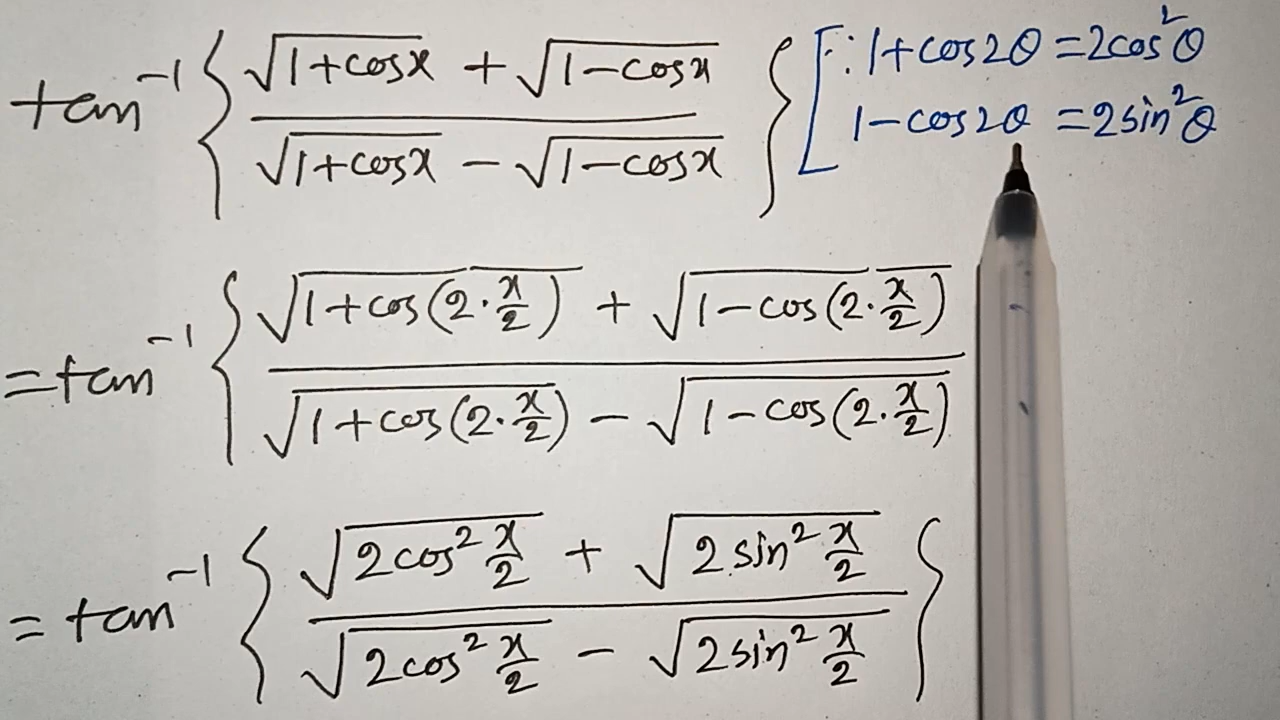 tan⁻¹ { (√(1+cosx) + √(1−cosx)) / (√(1+cosx) − √(1−cosx)) } [∵ 1+cos2θ = 2cos²θ
1−cos2θ = 2sin²θ
= tan⁻¹ { (√(1+cos(2·x/2)) + √(1−cos(2·x/2))) / (√(1+cos(2·x/2)) − √(1−cos(2·x/2)))
= tan⁻¹ { (√(2cos² x/2) + √(2sin² x/2)) / (√(2cos² x/2) − √(2sin² x/2)) }